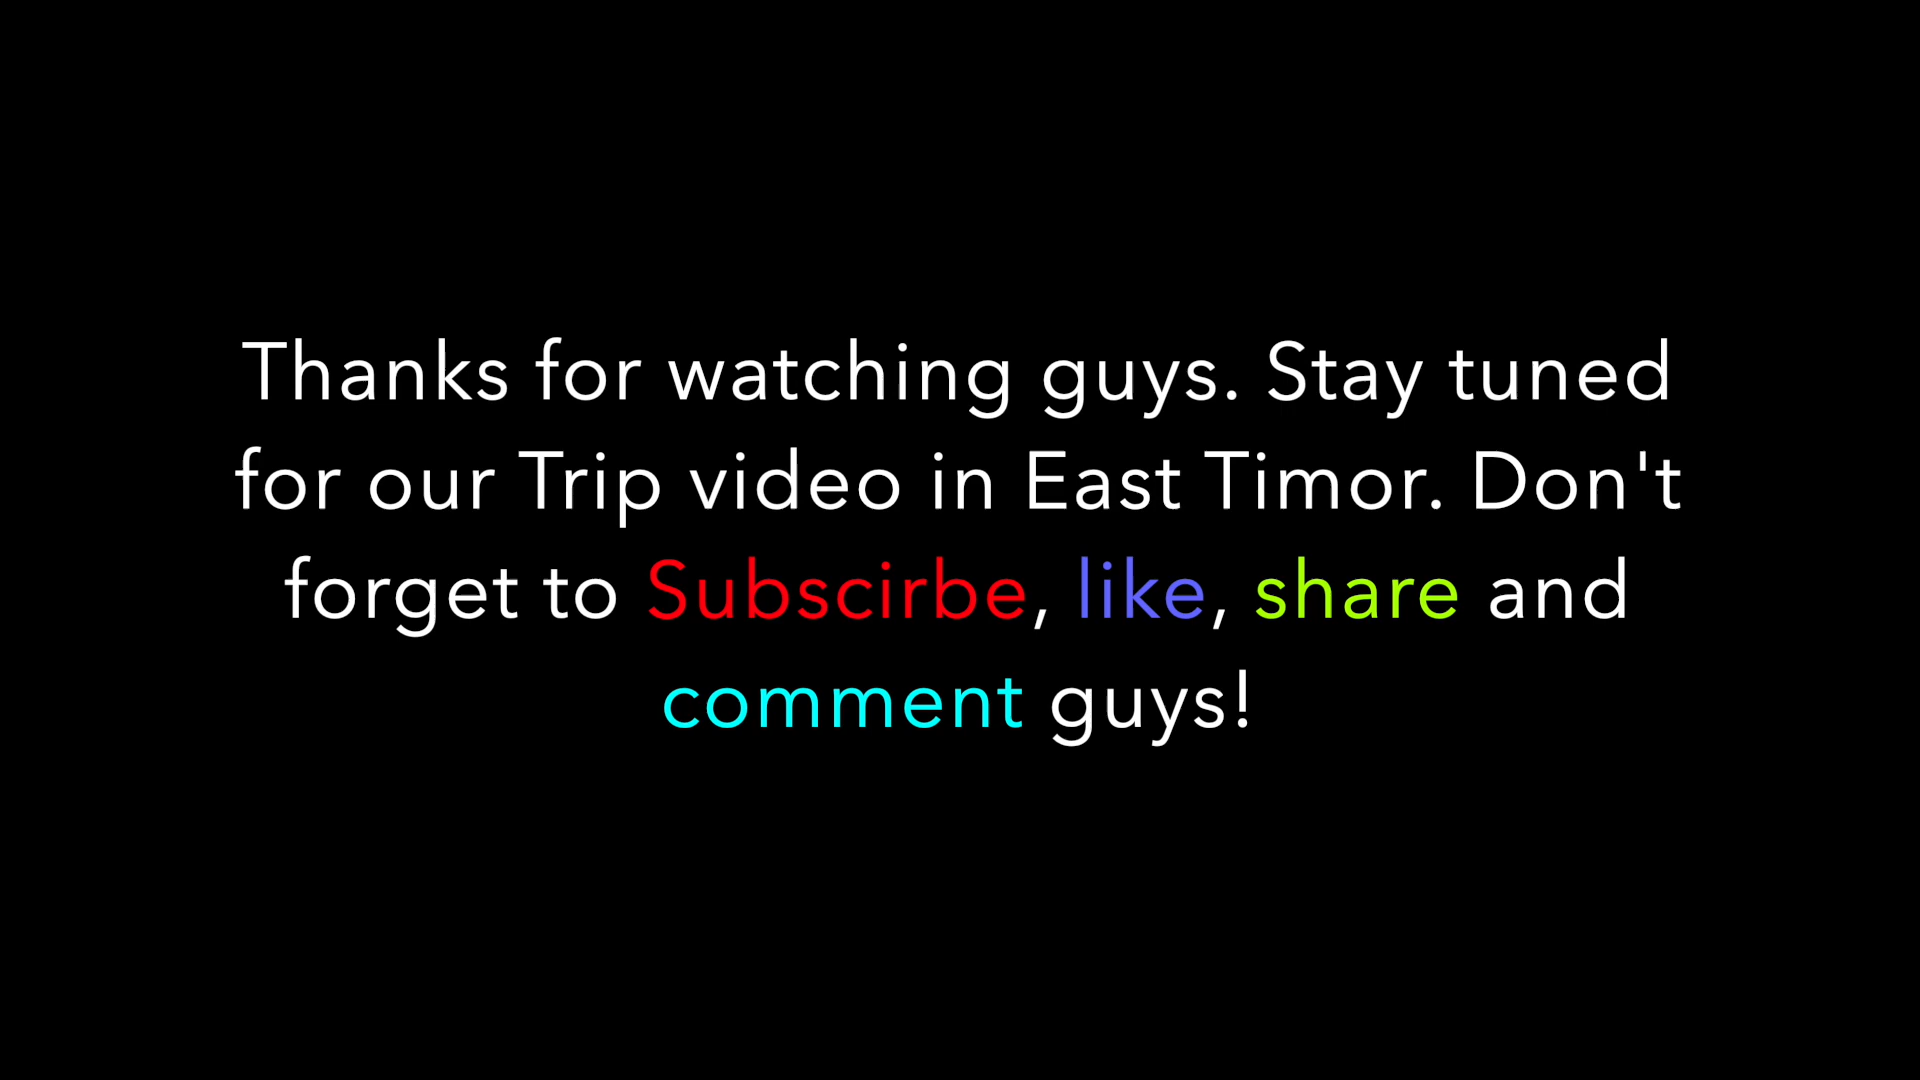 Thanks for watching guys. Stay tuned
for our Trip video in East Timor. Don't
forget to Subscirbe, like, share and
comment guys!